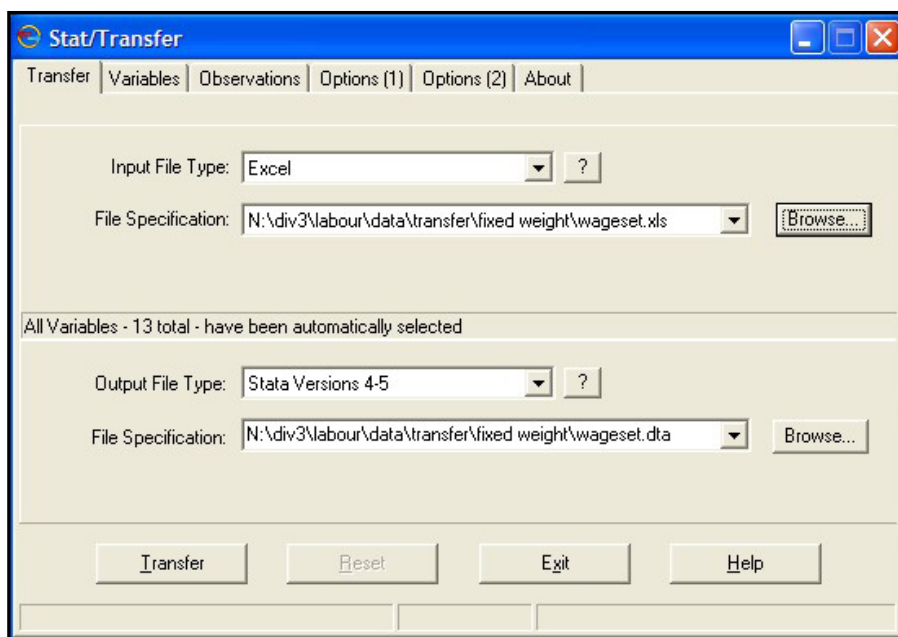 Stat/Transfer
Transfer Variables Observations Options (1) Options (2) About
Input File Type: Excel ?
File Specification: N:\div3\labour\data\transfer\fixed weight\wageset.xls Browse...
All Variables - 13 total - have been automatically selected
Output File Type: Stata Versions 4-5 ?
File Specification: N:\div3\labour\data\transfer\fixed weight\wageset.dta Browse...
Transfer Reset Exit Help